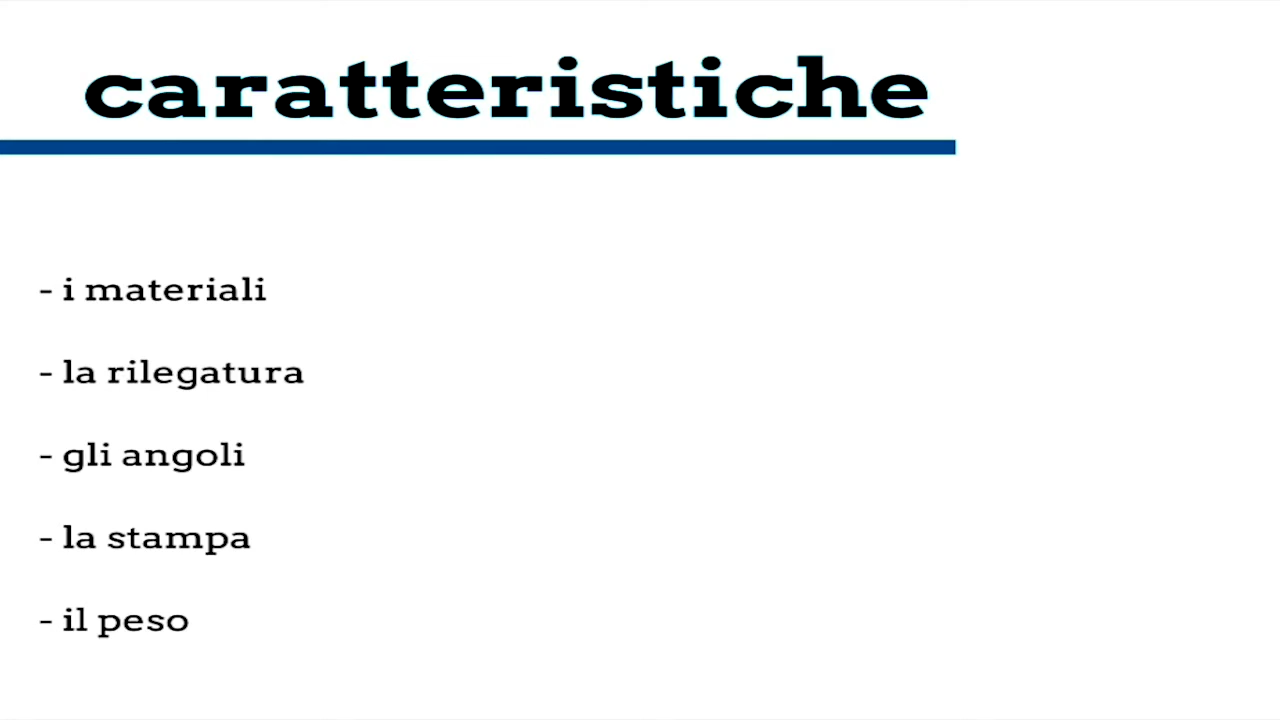 caratteristiche
- i materiali
- la rilegatura
- gli angoli
- la stampa
- il peso